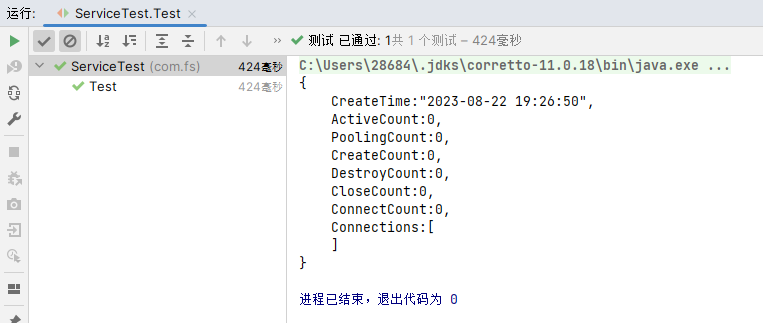 运行: ServiceTest.Test ×
» 测试 已通过: 1共 1 个测试 – 424毫秒
ServiceTest (com.fs) 424毫秒
Test 424毫秒
C:\Users\28684\.jdks\corretto-11.0.18\bin\java.exe ...
{
CreateTime:"2023-08-22 19:26:50",
ActiveCount:0,
PoolingCount:0,
CreateCount:0,
DestroyCount:0,
CloseCount:0,
ConnectCount:0,
Connections:[
]
}
进程已结束，退出代码为 0